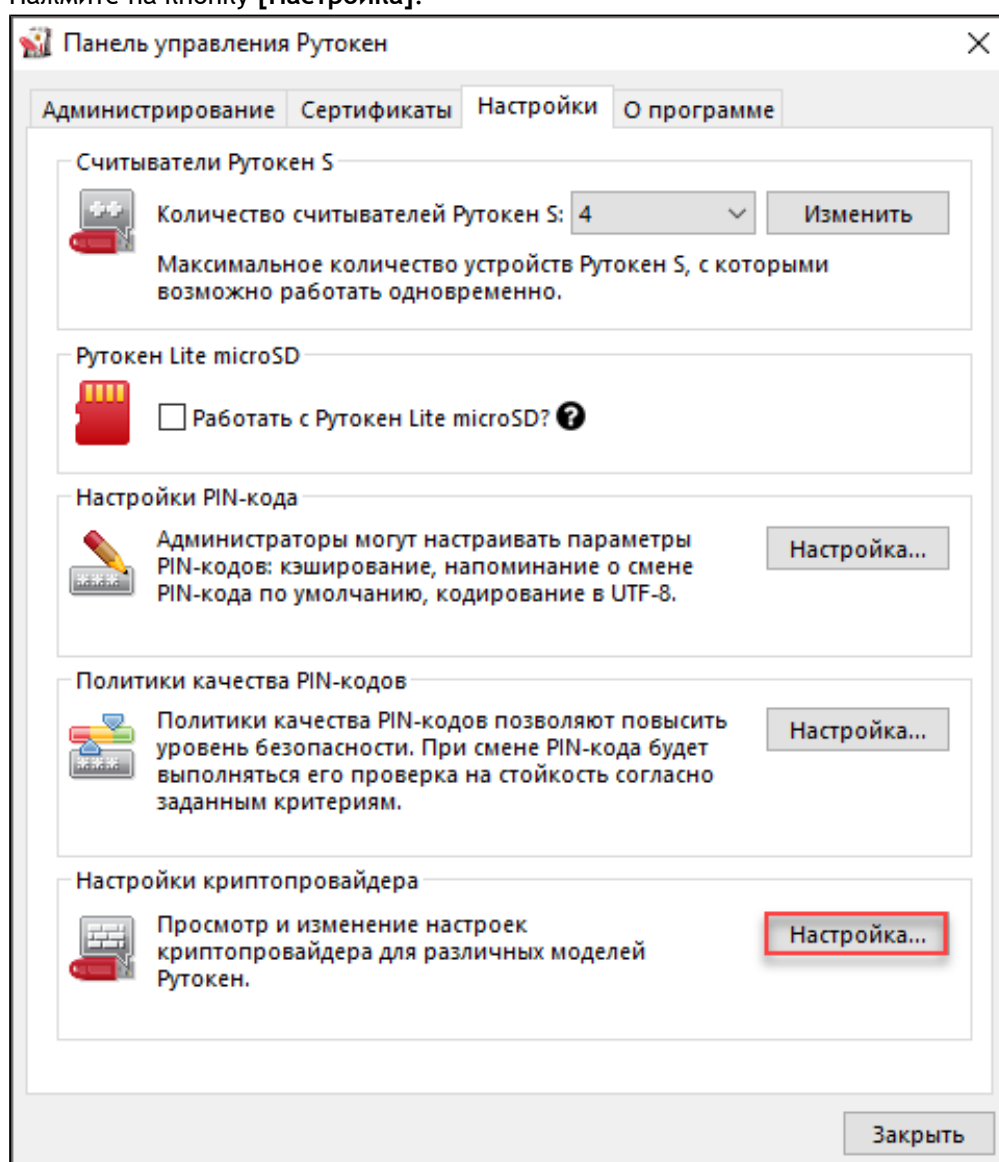 Нажмите на кнопку [Настройка].
Панель управления Рутокен
Администрирование Сертификаты Настройки О программе
Считыватели Рутокен S
Количество считывателей Рутокен S: 4 Изменить
Максимальное количество устройств Рутокен S, с которыми
возможно работать одновременно.
Рутокен Lite microSD
Работать с Рутокен Lite microSD? ?
Настройки PIN-кода
Администраторы могут настраивать параметры
PIN-кодов: кэширование, напоминание о смене
PIN-кода по умолчанию, кодирование в UTF-8.
Настройка...
Политики качества PIN-кодов
Политики качества PIN-кодов позволяют повысить
уровень безопасности. При смене PIN-кода будет
выполняться его проверка на стойкость согласно
заданным критериям.
Настройка...
Настройки криптопровайдера
Просмотр и изменение настроек
криптопровайдера для различных моделей
Рутокен.
Настройка...
Закрыть